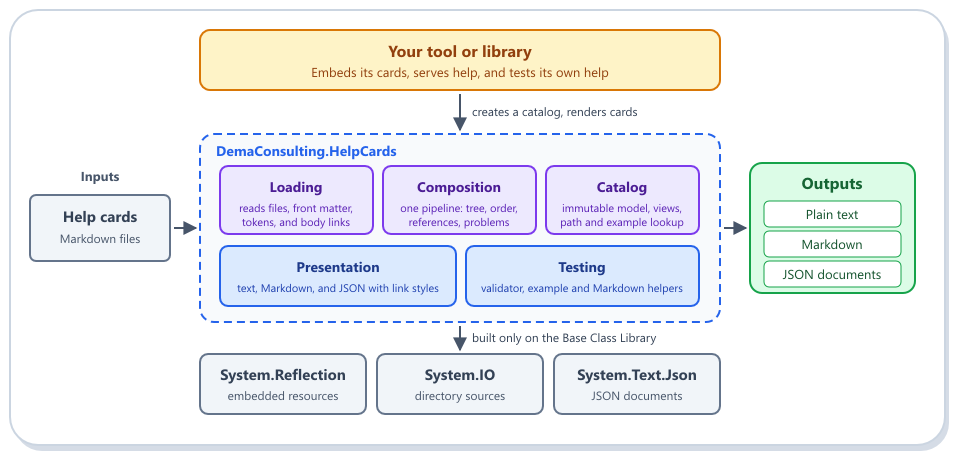 Your tool or library
Embeds its cards, serves help, and tests its own help
creates a catalog, renders cards
DemaConsulting.HelpCards
Inputs
Help cards
Markdown files
Loading
reads files, front matter,
tokens, and body links
Composition
one pipeline: tree, order,
references, problems
Catalog
immutable model, views,
path and example lookup
Presentation
text, Markdown, and JSON with link styles
Testing
validator, example and Markdown helpers
Outputs
Plain text
Markdown
JSON documents
built only on the Base Class Library
System.Reflection
embedded resources
System.IO
directory sources
System.Text.Json
JSON documents